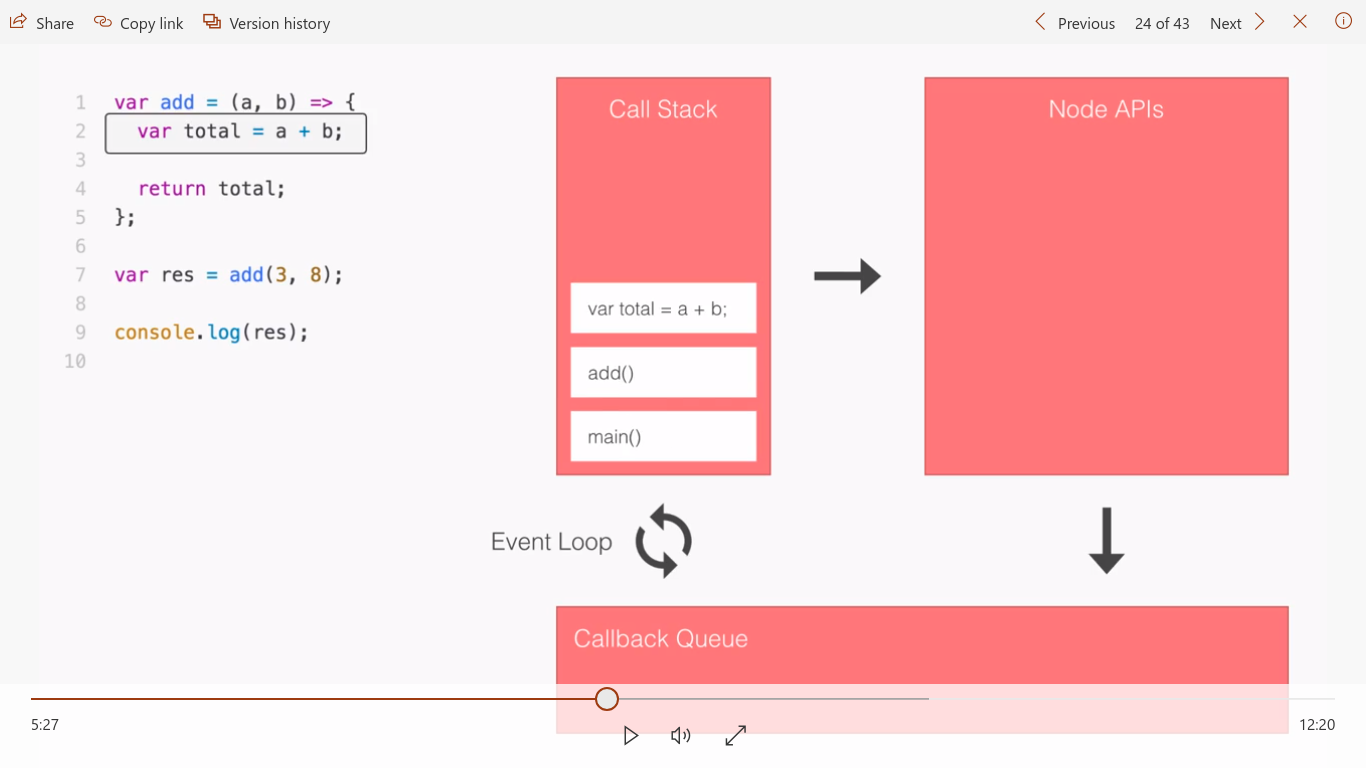 Share Copy link Version history Previous 24 of 43 Next
1 var add = (a, b) => {
2 var total = a + b;
3
4 return total;
5 };
6
7 var res = add(3, 8);
8
9 console.log(res);
10
Call Stack
var total = a + b;
add()
main()
Node APIs
Event Loop
Callback Queue
5:27 12:20